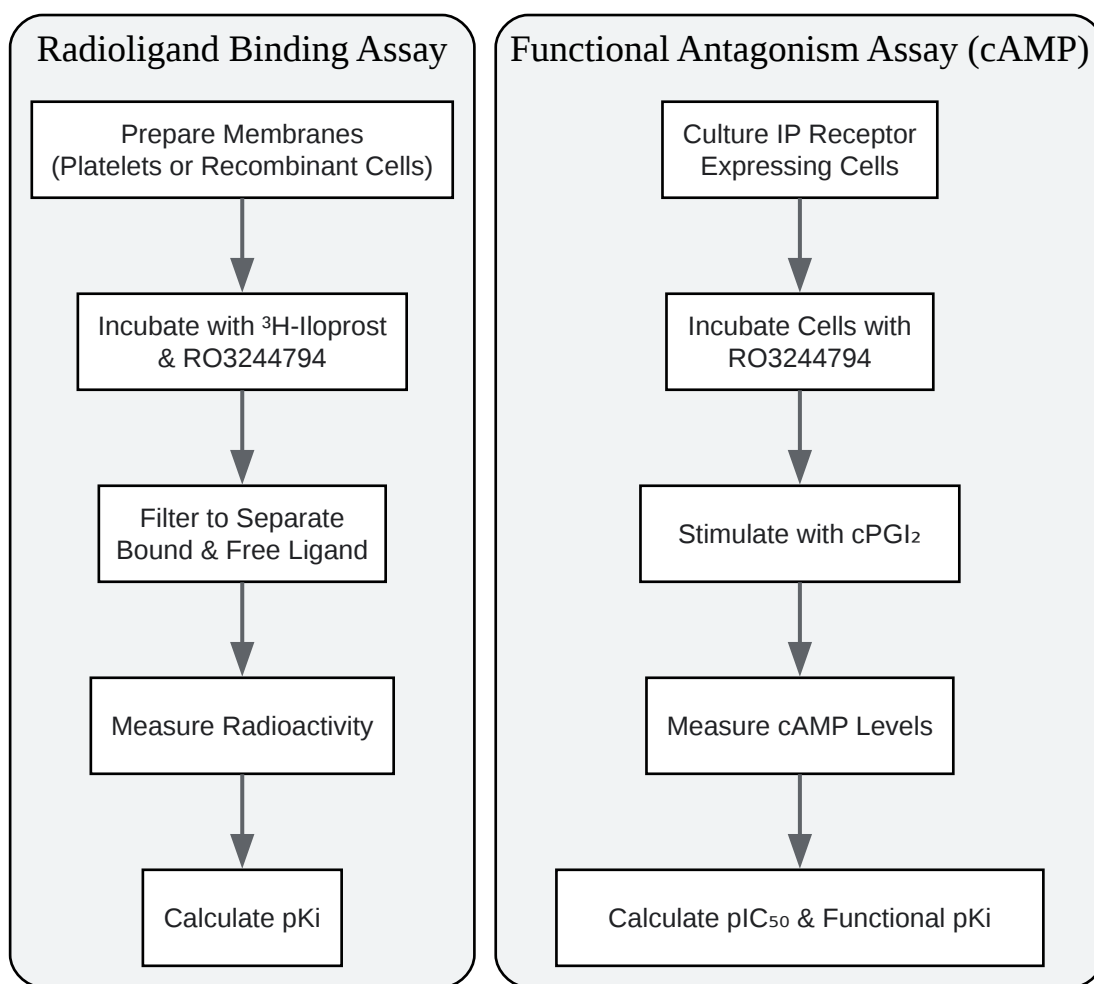 Radioligand Binding Assay
Prepare Membranes
(Platelets or Recombinant Cells)
Incubate with ³H-Iloprost
& RO3244794
Filter to Separate
Bound & Free Ligand
Measure Radioactivity
Calculate pKi
Functional Antagonism Assay (cAMP)
Culture IP Receptor
Expressing Cells
Incubate Cells with
RO3244794
Stimulate with cPGI₂
Measure cAMP Levels
Calculate pIC₅₀ & Functional pKi